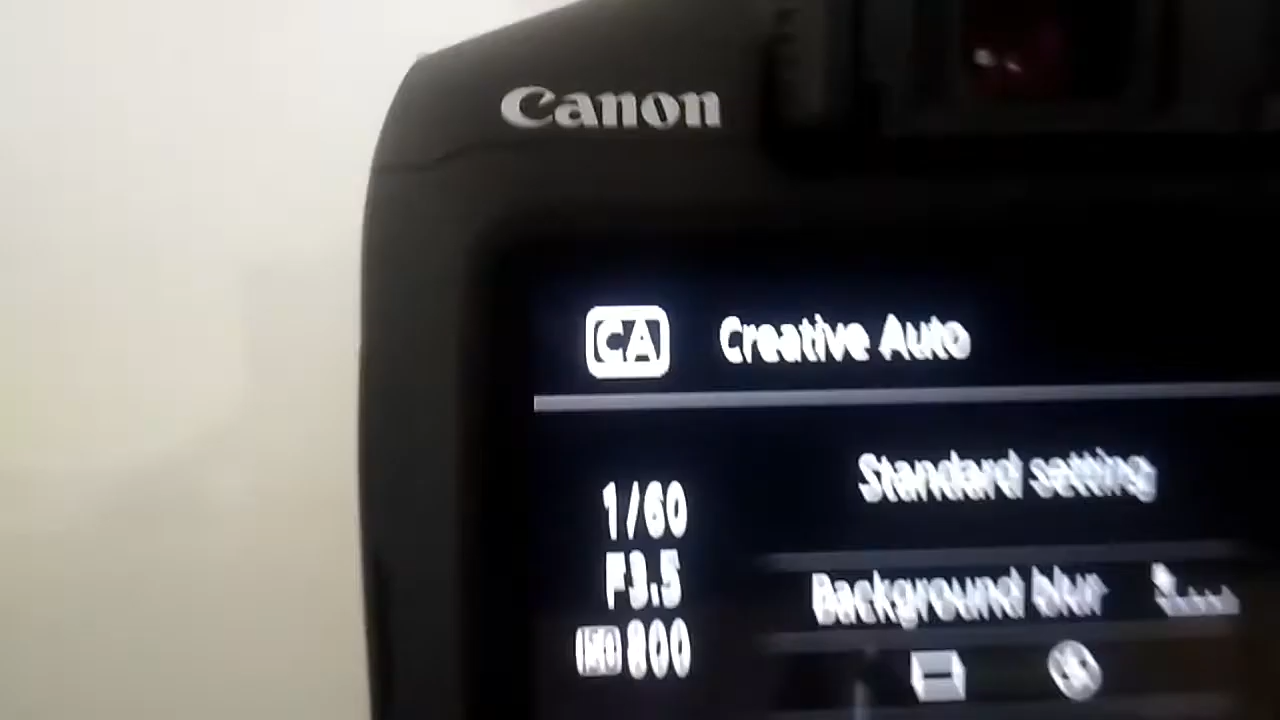 Canon
CA Creative Auto
Standard setting
1/60
F3.5
Background blur
ISO 800